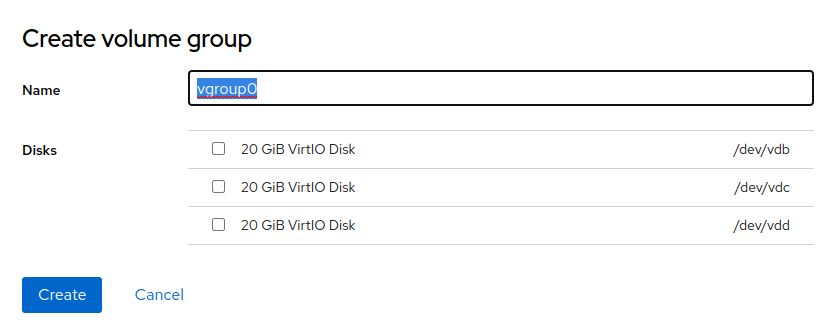 Create volume group
Name vgroup0
Disks 20 GiB VirtIO Disk /dev/vdb
20 GiB VirtIO Disk /dev/vdc
20 GiB VirtIO Disk /dev/vdd
Create Cancel